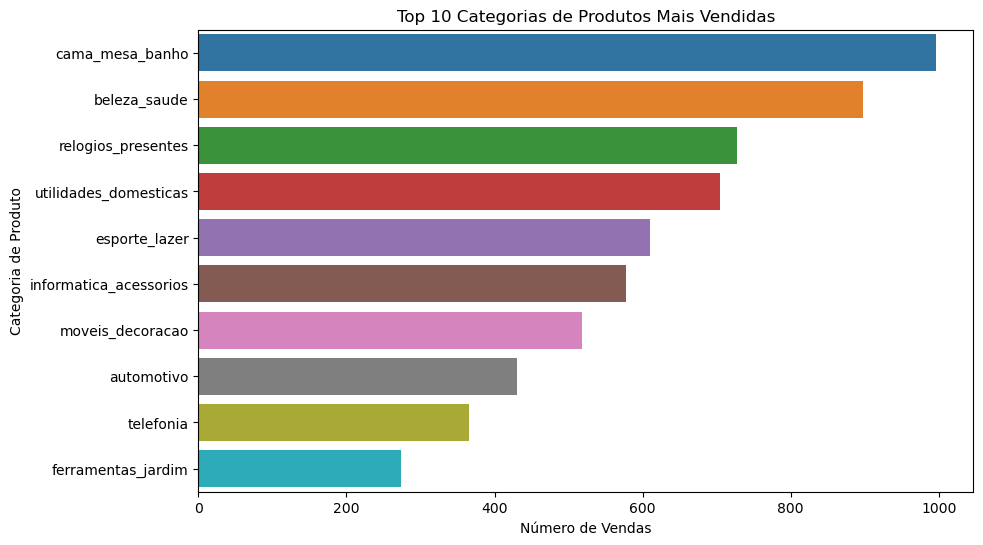 Top 10 Categorias de Produtos Mais Vendidas
Categoria de Produto
cama_mesa_banho
beleza_saude
relogios_presentes
utilidades_domesticas
esporte_lazer
informatica_acessorios
moveis_decoracao
automotivo
telefonia
ferramentas_jardim
0 200 400 600 800 1000
Número de Vendas